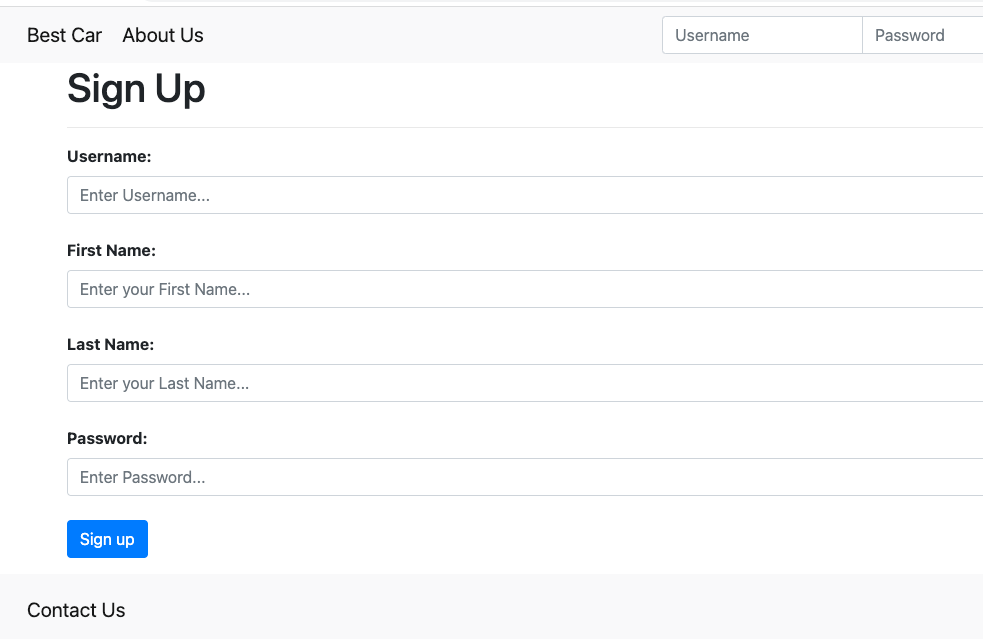 Best Car About Us Username Password
Sign Up
Username:
Enter Username...
First Name:
Enter your First Name...
Last Name:
Enter your Last Name...
Password:
Enter Password...
Sign up
Contact Us